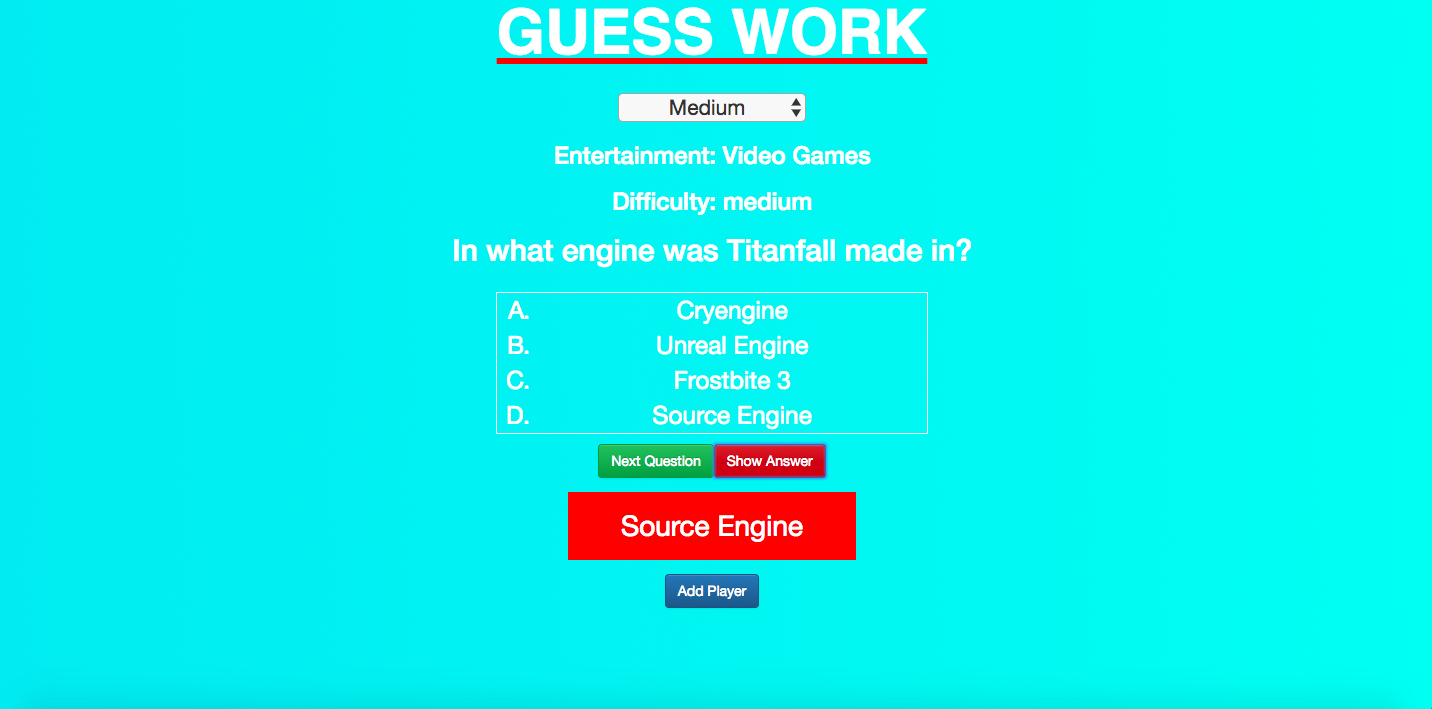 GUESS WORK
Medium
Entertainment: Video Games
Difficulty: medium
In what engine was Titanfall made in?
A. Cryengine
B. Unreal Engine
C. Frostbite 3
D. Source Engine
Next Question Show Answer
Source Engine
Add Player